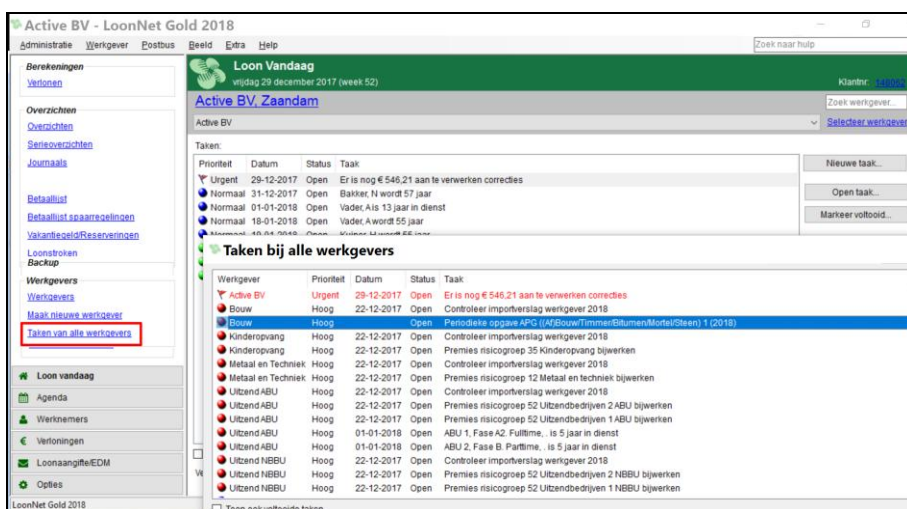 Active BV - LoonNet Gold 2018
Administratie Werkgever Postbus Beeld Extra Help
Zoek naar hulp
Berekeningen
Verlonen
Overzichten
Overzichten
Serieoverzichten
Journaals
Betaallijst
Betaallijst spaarregelingen
Vakantiegeld/Reserveringen
Loonstroken
Backup
Werkgevers
Werkgevers
Maak nieuwe werkgever
Taken van alle werkgevers
Loon vandaag
Agenda
Werknemers
Verloningen
Loonaangifte/EDM
Opties
LoonNet Gold 2018
Loon Vandaag
vrijdag 29 december 2017 (week 52)
Klantnr:
Active BV, Zaandam
Zoek werkgever...
Active BV
Selecteer werkgever
Taken:
Prioriteit Datum Status Taak
Urgent 29-12-2017 Open Er is nog € 546,21 aan te verwerken correcties
Normaal 31-12-2017 Open Bakker, N wordt 57 jaar
Normaal 01-01-2018 Open Vader, A is 13 jaar in dienst
Normaal 18-01-2018 Open Vader, A wordt 55 jaar
Normaal 19-01-2018 Open Kuiper, H wordt 55 jaar
Nieuwe taak...
Open taak...
Markeer voltooid...
Taken bij alle werkgevers
Werkgever Prioriteit Datum Status Taak
Active BV Urgent 29-12-2017 Open Er is nog € 546,21 aan te verwerken correcties
Bouw Hoog 22-12-2017 Open Controleer importverslag werkgever 2018
Bouw Hoog Open Periodieke opgave APG ((Af)Bouw/Timmer/Bitumen/Mortel/Steen) 1 (2018)
Kinderopvang Hoog 22-12-2017 Open Controleer importverslag werkgever 2018
Kinderopvang Hoog 22-12-2017 Open Premies risicogroep 35 Kinderopvang bijwerken
Metaal en Techniek Hoog 22-12-2017 Open Controleer importverslag werkgever 2018
Metaal en Techniek Hoog 22-12-2017 Open Premies risicogroep 12 Metaal en techniek bijwerken
Uitzend ABU Hoog 22-12-2017 Open Controleer importverslag werkgever 2018
Uitzend ABU Hoog 22-12-2017 Open Premies risicogroep 52 Uitzendbedrijven 2 ABU bijwerken
Uitzend ABU Hoog 22-12-2017 Open Premies risicogroep 52 Uitzendbedrijven 1 ABU bijwerken
Uitzend ABU Hoog 01-01-2018 Open ABU 1, Fase A2. Fulltime, . is 5 jaar in dienst
Uitzend ABU Hoog 01-01-2018 Open ABU 2, Fase B. Parttime, . is 5 jaar in dienst
Uitzend NBBU Hoog 22-12-2017 Open Controleer importverslag werkgever 2018
Uitzend NBBU Hoog 22-12-2017 Open Premies risicogroep 52 Uitzendbedrijven 2 NBBU bijwerken
Uitzend NBBU Hoog 22-12-2017 Open Premies risicogroep 52 Uitzendbedrijven 1 NBBU bijwerken
Toon ook voltooide taken